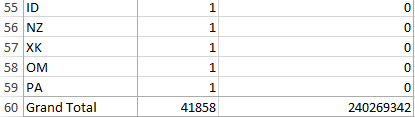 55 ID 1 0
56 NZ 1 0
57 XK 1 0
58 OM 1 0
59 PA 1 0
60 Grand Total 41858 240269342